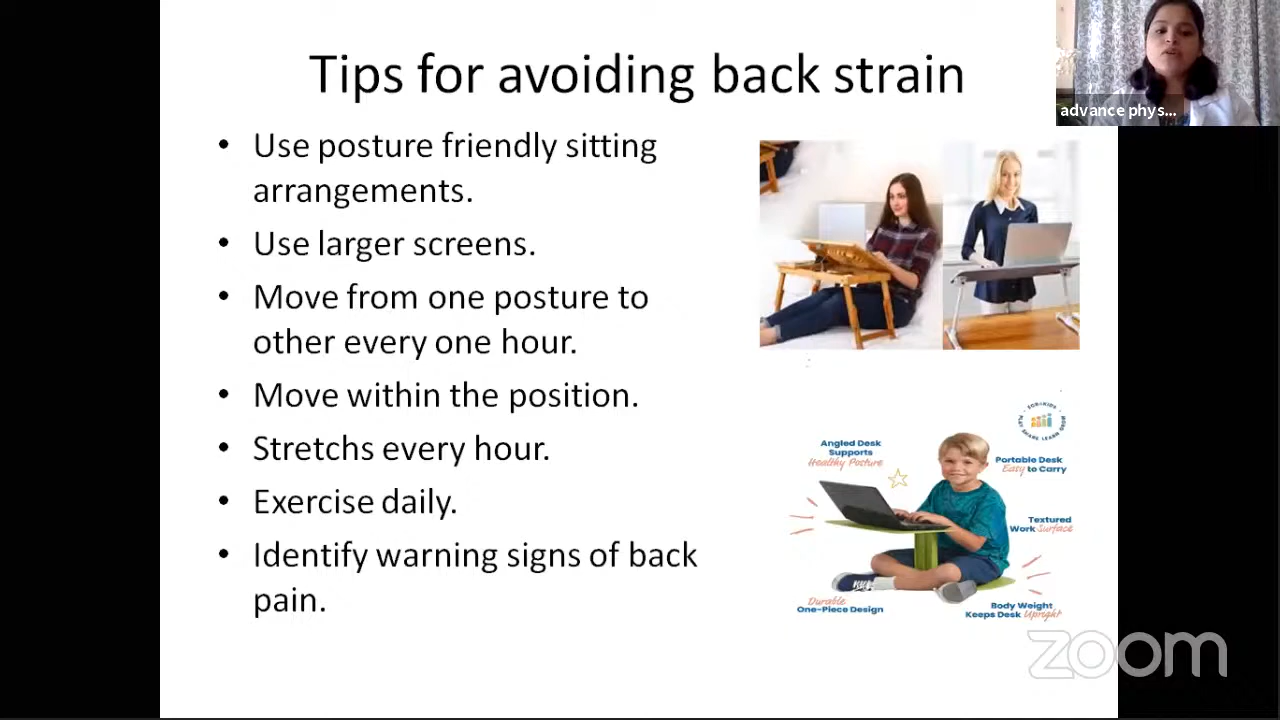 Tips for avoiding back strain
advance phys...
• Use posture friendly sitting
arrangements.
• Use larger screens.
• Move from one posture to
other every one hour.
• Move within the position.
• Stretchs every hour.
• Exercise daily.
• Identify warning signs of back
pain.
Angled Desk
Supports
Healthy Posture
Portable Desk
Easy to Carry
Textured
Work Surface
Durable
One-Piece Design
Body Weight
Keeps Desk Upright
zoom